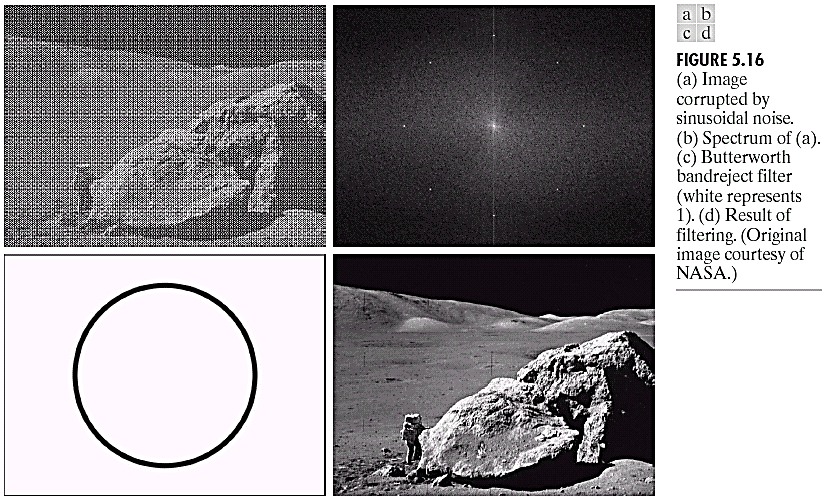 a b
c d
FIGURE 5.16
(a) Image
corrupted by
sinusoidal noise.
(b) Spectrum of (a).
(c) Butterworth
bandreject filter
(white represents
1). (d) Result of
filtering. (Original
image courtesy of
NASA.)